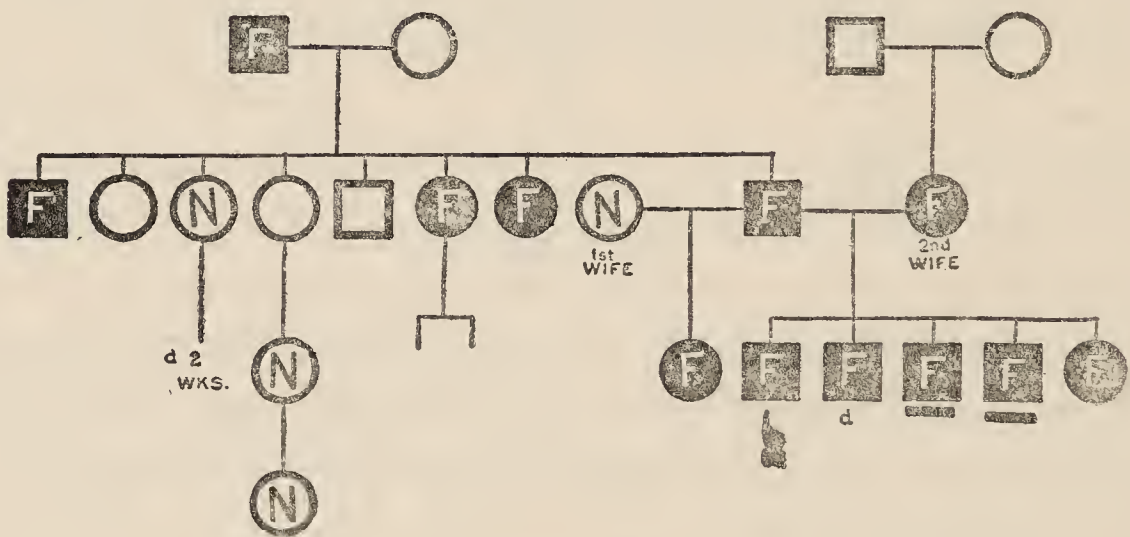 F
F N F F N F F
1st WIFE
2nd WIFE
d 2 WKS.
N F F F F F F
d
N